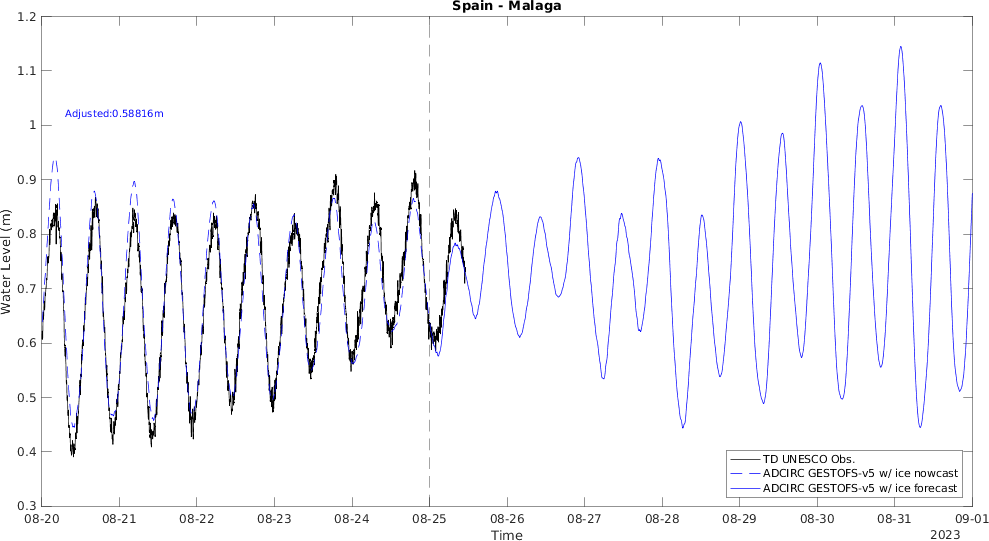 Spain - Malaga
1.2
1.1
1
0.9
0.8
0.7
0.6
0.5
0.4
0.3
Water Level (m)
Adjusted:0.58816m
TD UNESCO Obs.
ADCIRC GESTOFS-v5 w/ ice nowcast
ADCIRC GESTOFS-v5 w/ ice forecast
08-20 08-21 08-22 08-23 08-24 08-25 08-26 08-27 08-28 08-29 08-30 08-31 09-01
Time
2023